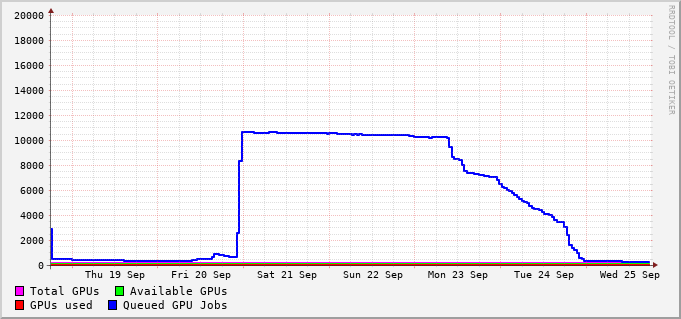 20000
18000
16000
14000
12000
10000
8000
6000
4000
2000
0
Thu 19 Sep Fri 20 Sep Sat 21 Sep Sun 22 Sep Mon 23 Sep Tue 24 Sep Wed 25 Sep
Total GPUs Available GPUs
GPUs used Queued GPU Jobs
RRDTOOL / TOBI OETIKER